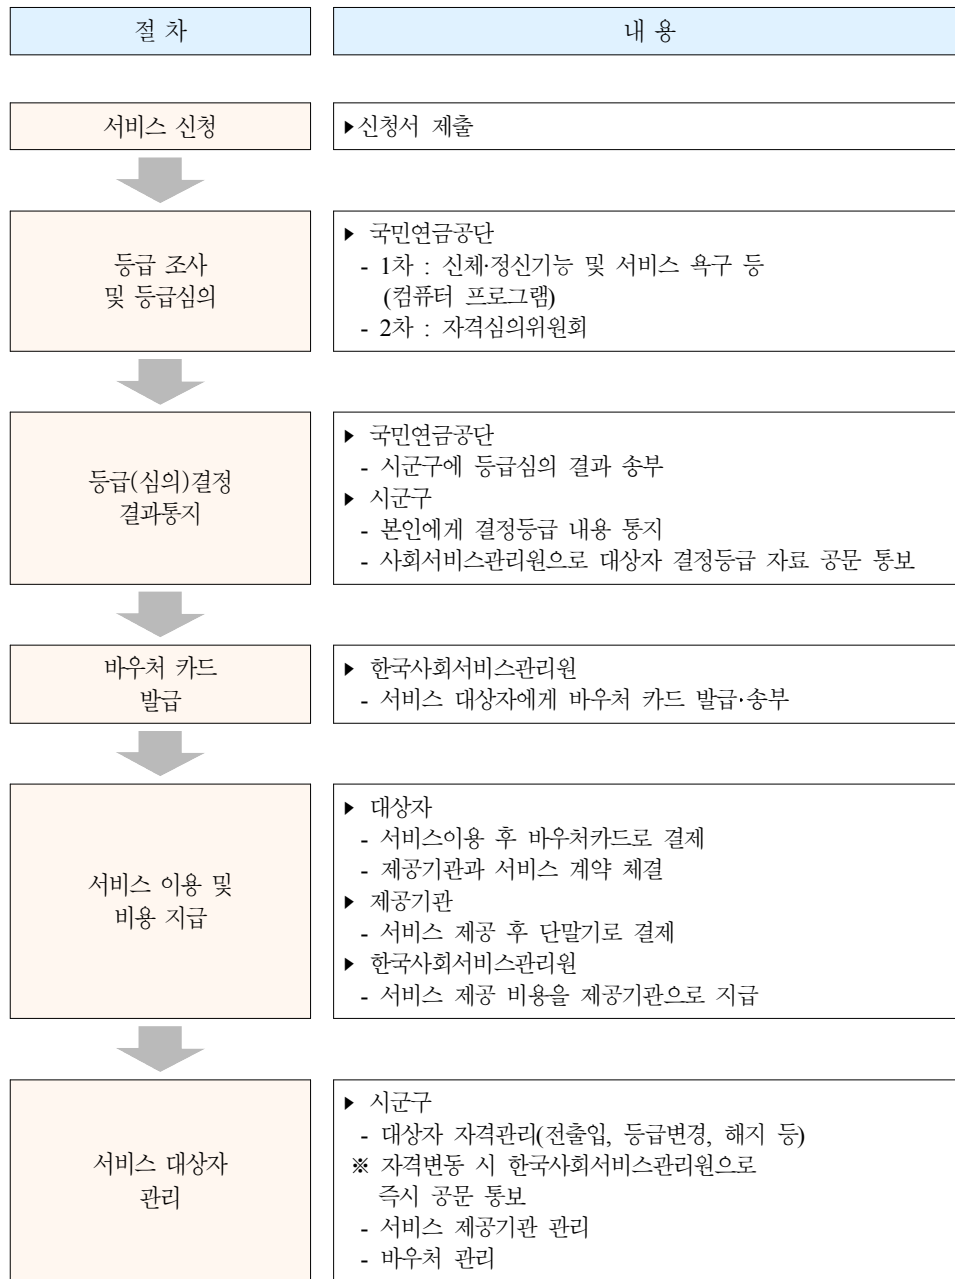 절 차
내 용
서비스 신청
▶신청서 제출
등급 조사
및 등급심의
▶ 국민연금공단
- 1차 : 신체·정신기능 및 서비스 욕구 등
(컴퓨터 프로그램)
- 2차 : 자격심의위원회
등급(심의)결정
결과통지
▶ 국민연금공단
- 시군구에 등급심의 결과 송부
▶ 시군구
- 본인에게 결정등급 내용 통지
- 사회서비스관리원으로 대상자 결정등급 자료 공문 통보
바우처 카드
발급
▶ 한국사회서비스관리원
- 서비스 대상자에게 바우처 카드 발급·송부
서비스 이용 및
비용 지급
▶ 대상자
- 서비스이용 후 바우처카드로 결제
- 제공기관과 서비스 계약 체결
▶ 제공기관
- 서비스 제공 후 단말기로 결제
▶ 한국사회서비스관리원
- 서비스 제공 비용을 제공기관으로 지급
서비스 대상자
관리
▶ 시군구
- 대상자 자격관리(전출입, 등급변경, 해지 등)
※ 자격변동 시 한국사회서비스관리원으로
즉시 공문 통보
- 서비스 제공기관 관리
- 바우처 관리